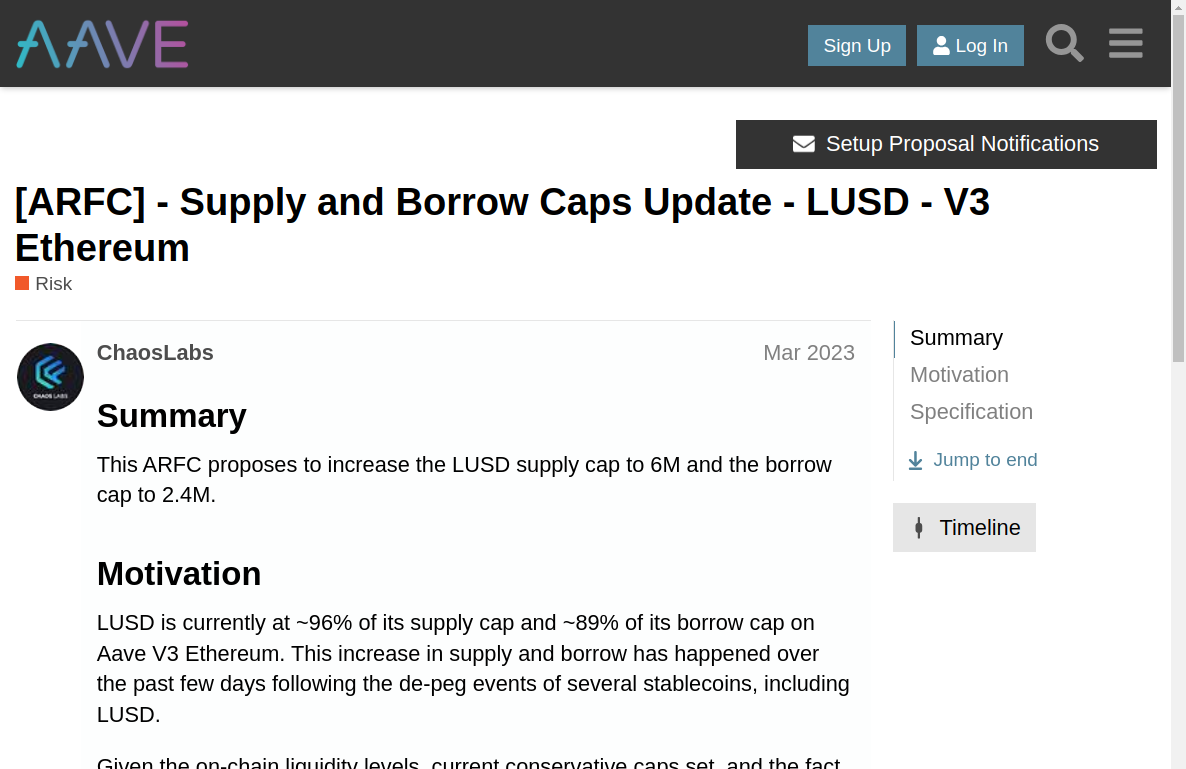 AAVE
Sign Up
Log In
Setup Proposal Notifications
[ARFC] - Supply and Borrow Caps Update - LUSD - V3
Ethereum
Risk
ChaosLabs
Mar 2023
CHAOS LABS
Summary
This ARFC proposes to increase the LUSD supply cap to 6M and the borrow
cap to 2.4M.
Motivation
LUSD is currently at ~96% of its supply cap and ~89% of its borrow cap on
Aave V3 Ethereum. This increase in supply and borrow has happened over
the past few days following the de-peg events of several stablecoins, including
LUSD.
Given the on-chain liquidity levels, current conservative caps set, and the fact
Summary
Motivation
Specification
Jump to end
Timeline